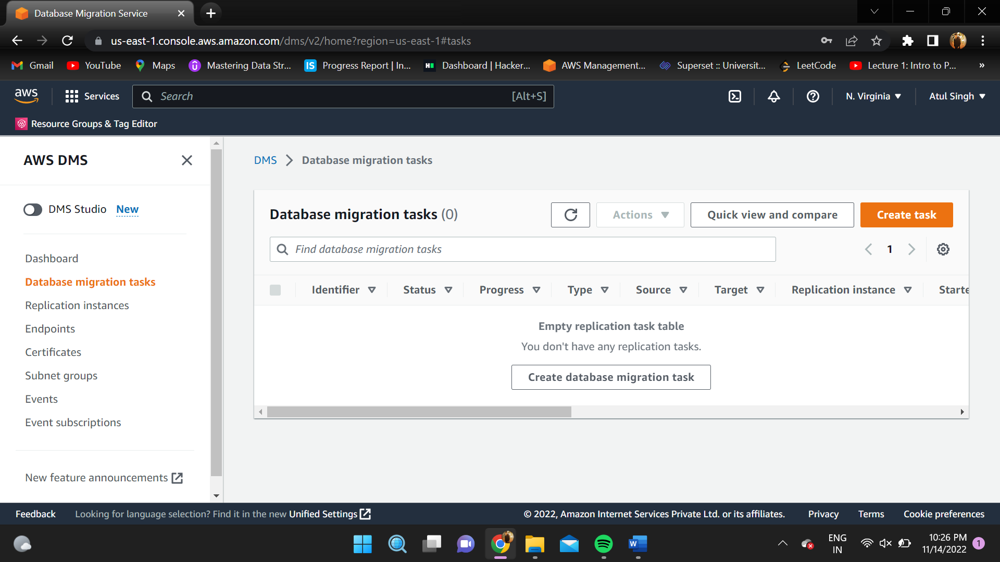 Database Migration Service
us-east-1.console.aws.amazon.com/dms/v2/home?region=us-east-1#tasks
Gmail YouTube Maps Mastering Data Str... IS Progress Report | In... Dashboard | Hacker... AWS Management... Superset :: Universit... LeetCode Lecture 1: Intro to P... »
aws Services Search [Alt+S] N. Virginia Atul Singh
Resource Groups & Tag Editor
AWS DMS
DMS Studio New
Dashboard
Database migration tasks
Replication instances
Endpoints
Certificates
Subnet groups
Events
Event subscriptions
New feature announcements
DMS Database migration tasks
Database migration tasks (0) Actions Quick view and compare Create task
Find database migration tasks 1
Identifier Status Progress Type Source Target Replication instance Starte
Empty replication task table
You don't have any replication tasks.
Create database migration task
Feedback Looking for language selection? Find it in the new Unified Settings © 2022, Amazon Internet Services Private Ltd. or its affiliates. Privacy Terms Cookie preferences
ENG
IN
10:26 PM
11/14/2022
1